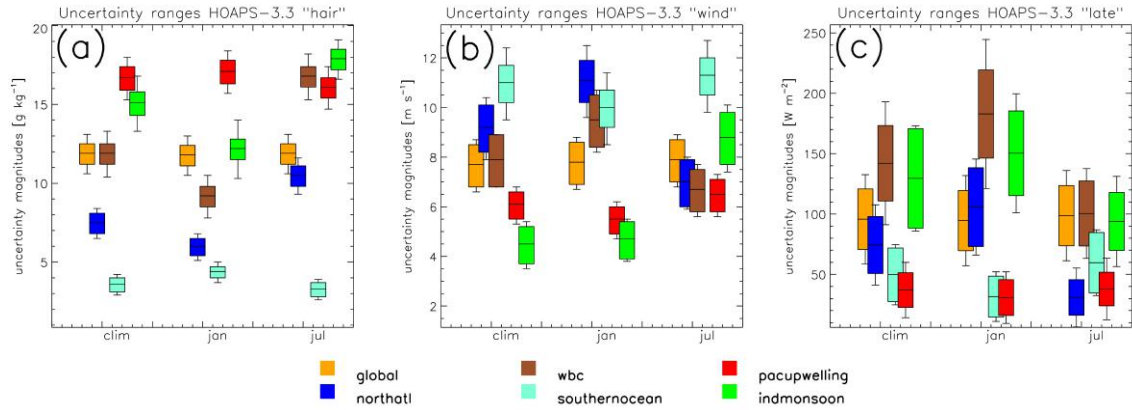 Uncertainty ranges HOAPS-3.3 "hair"
(a)
uncertainty magnitudes [g kg⁻¹]
20
15
10
5
clim jan jul
Uncertainty ranges HOAPS-3.3 "wind"
(b)
uncertainty magnitudes [m s⁻¹]
12
10
8
6
4
2
clim jan jul
Uncertainty ranges HOAPS-3.3 "late"
(c)
uncertainty magnitudes [W m⁻²]
250
200
150
100
50
clim jan jul
global wbc pacupwelling
northatl southernocean indmonsoon